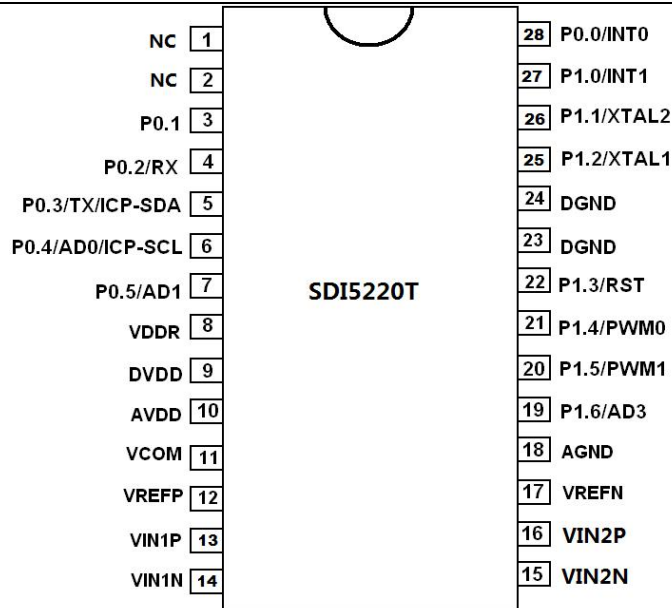 NC 1
NC 2
P0.1 3
P0.2/RX 4
P0.3/TX/ICP-SDA 5
P0.4/AD0/ICP-SCL 6
P0.5/AD1 7
VDDR 8
DVDD 9
AVDD 10
VCOM 11
VREFP 12
VIN1P 13
VIN1N 14
SDI5220T
28 P0.0/INT0
27 P1.0/INT1
26 P1.1/XTAL2
25 P1.2/XTAL1
24 DGND
23 DGND
22 P1.3/RST
21 P1.4/PWM0
20 P1.5/PWM1
19 P1.6/AD3
18 AGND
17 VREFN
16 VIN2P
15 VIN2N